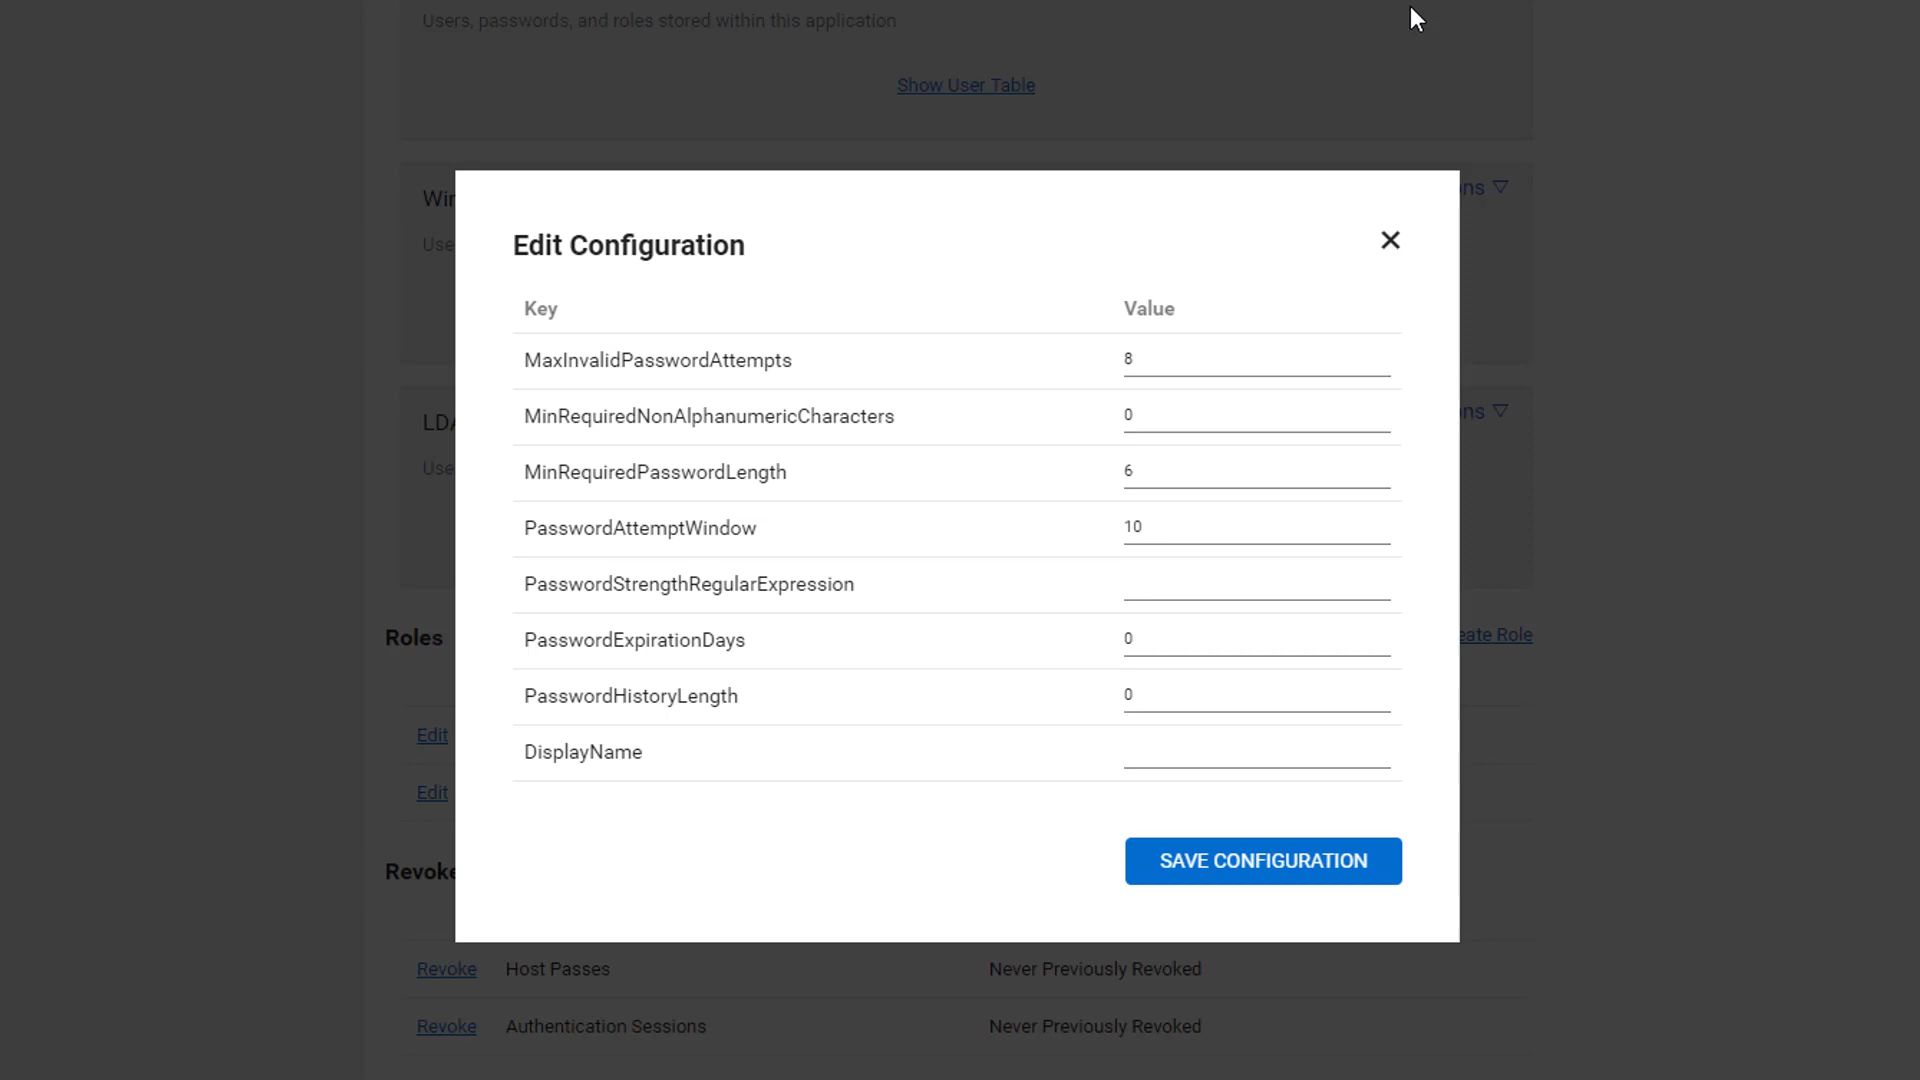 Users, passwords, and roles stored within this application
Show User Table
Edit Configuration
Key Value
MaxInvalidPasswordAttempts 8
MinRequiredNonAlphanumericCharacters 0
MinRequiredPasswordLength 6
PasswordAttemptWindow 10
PasswordStrengthRegularExpression
PasswordExpirationDays 0
PasswordHistoryLength 0
DisplayName
SAVE CONFIGURATION
Roles
Edit
Edit
Revoke
Revoke Host Passes Never Previously Revoked
Revoke Authentication Sessions Never Previously Revoked